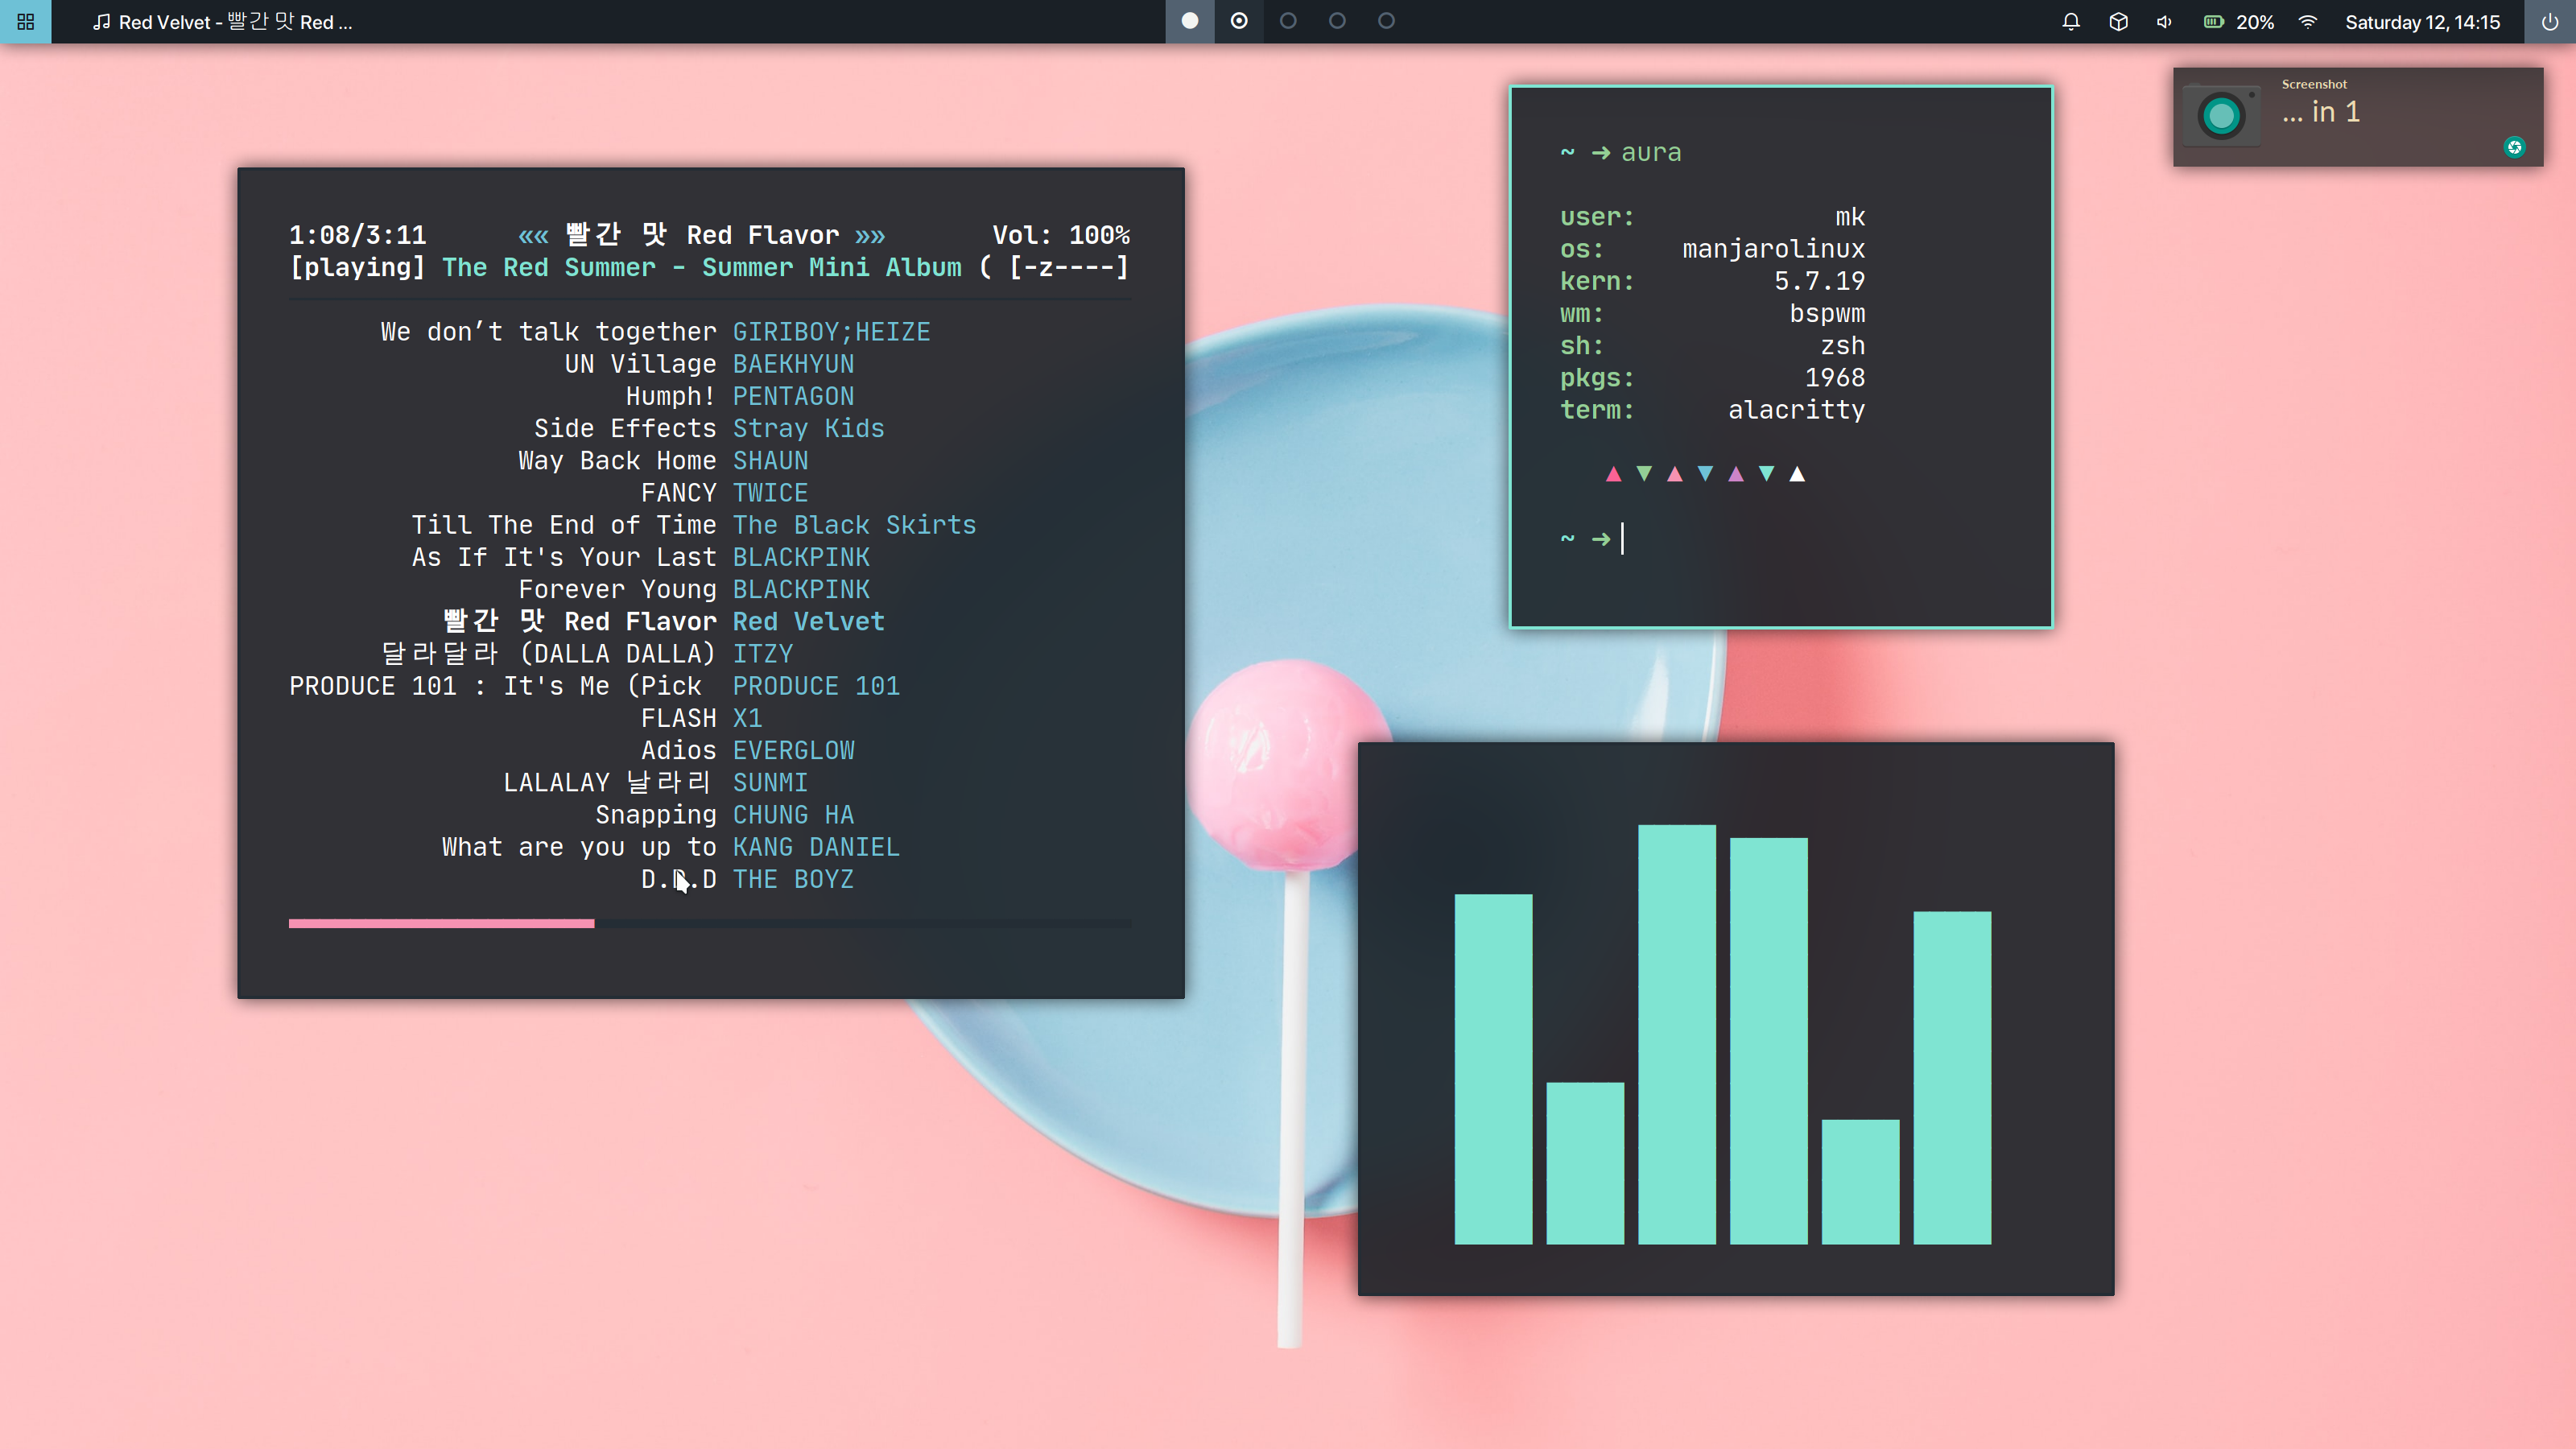 Red Velvet - 빨간 맛 Red ...
20%
Saturday 12, 14:15
Screenshot
... in 1
1:08/3:11 «« 빨간 맛 Red Flavor »» Vol: 100%
[playing] The Red Summer - Summer Mini Album ( [-z----]
We don’t talk together GIRIBOY;HEIZE
UN Village BAEKHYUN
Humph! PENTAGON
Side Effects Stray Kids
Way Back Home SHAUN
FANCY TWICE
Till The End of Time The Black Skirts
As If It's Your Last BLACKPINK
Forever Young BLACKPINK
빨간 맛 Red Flavor Red Velvet
달라달라 (DALLA DALLA) ITZY
PRODUCE 101 : It's Me (Pick PRODUCE 101
FLASH X1
Adios EVERGLOW
LALALAY 날라리 SUNMI
Snapping CHUNG HA
What are you up to KANG DANIEL
D.D.D THE BOYZ
~ ➜ aura
user: mk
os: manjarolinux
kern: 5.7.19
wm: bspwm
sh: zsh
pkgs: 1968
term: alacritty
~ ➜